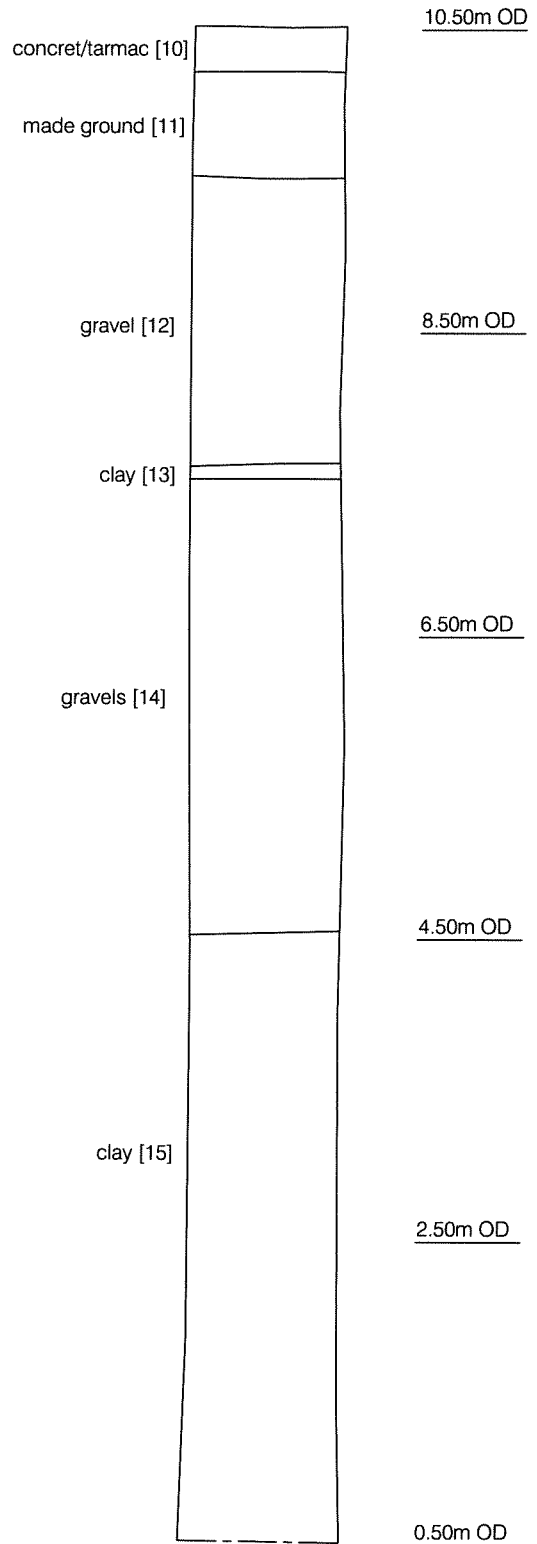 10.50m OD
concret/tarmac [10]
made ground [11]
gravel [12]
8.50m OD
clay [13]
6.50m OD
gravels [14]
4.50m OD
clay [15]
2.50m OD
0.50m OD